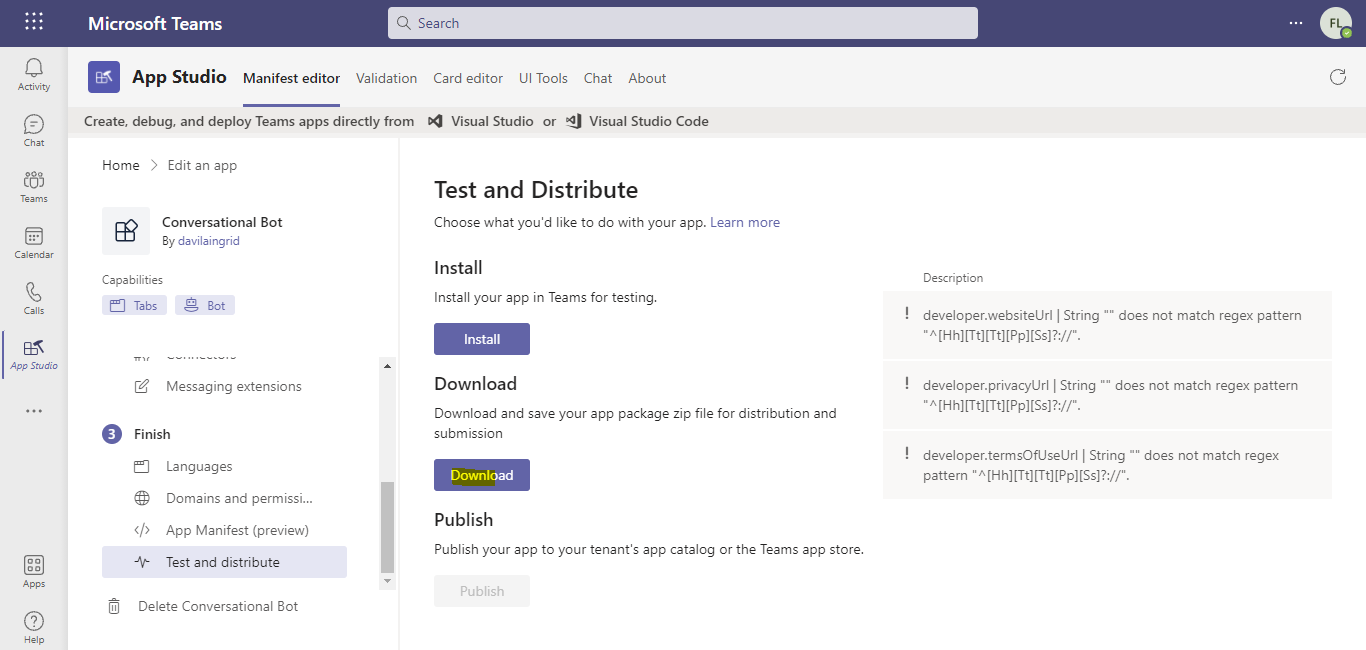 Microsoft Teams
Search
FL
Activity
Chat
Teams
Calendar
Calls
App Studio
Apps
Help
App Studio
Manifest editor Validation Card editor UI Tools Chat About
Create, debug, and deploy Teams apps directly from Visual Studio or Visual Studio Code
Home > Edit an app
Conversational Bot
By davilaingrid
Capabilities
Tabs Bot
Connectors
Messaging extensions
3 Finish
Languages
Domains and permissi...
</> App Manifest (preview)
Test and distribute
Delete Conversational Bot
Test and Distribute
Choose what you'd like to do with your app. Learn more
Install
Install your app in Teams for testing.
Install
Download
Download and save your app package zip file for distribution and
submission
Download
Publish
Publish your app to your tenant's app catalog or the Teams app store.
Publish
Description
! developer.websiteUrl | String "" does not match regex pattern
"^[Hh][Tt][Tt][Pp][Ss]?://".
! developer.privacyUrl | String "" does not match regex pattern
"^[Hh][Tt][Tt][Pp][Ss]?://".
! developer.termsOfUseUrl | String "" does not match regex
pattern "^[Hh][Tt][Tt][Pp][Ss]?://".